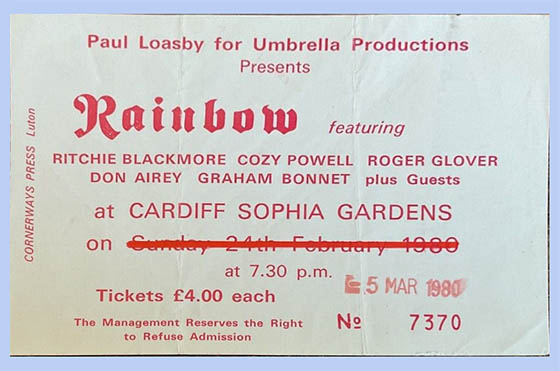 Paul Loasby for Umbrella Productions
Presents
Rainbow featuring
RITCHIE BLACKMORE COZY POWELL ROGER GLOVER
DON AIREY GRAHAM BONNET plus Guests
at CARDIFF SOPHIA GARDENS
on Sunday 24th February 1980
at 7.30 p.m.
5 MAR 1980
Tickets £4.00 each
The Management Reserves the Right
to Refuse Admission
No 7370
CORNERWAYS PRESS Luton